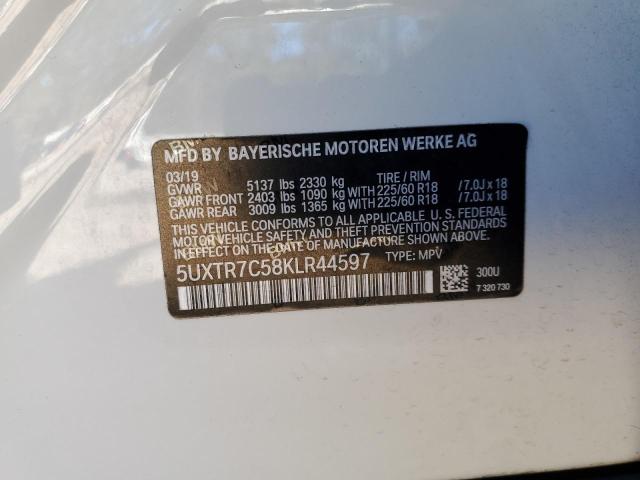 MFD BY BAYERISCHE MOTOREN WERKE AG
03/19 TIRE / RIM
GVWR 5137 lbs 2330 kg
GAWR FRONT 2403 lbs 1090 kg WITH 225/60 R18 / 7.0J x 18
GAWR REAR 3009 lbs 1365 kg WITH 225/60 R18 / 7.0J x 18
THIS VEHICLE CONFORMS TO ALL APPLICABLE U. S. FEDERAL
MOTOR VEHICLE SAFETY, BUMPER, AND
THEFT PREVENTION STANDARDS IN EFFECT ON THE DATE OF
MANUFACTURE SHOWN ABOVE.
5UXTR7C58KLR44597 TYPE: MPV
300U
7 320 730